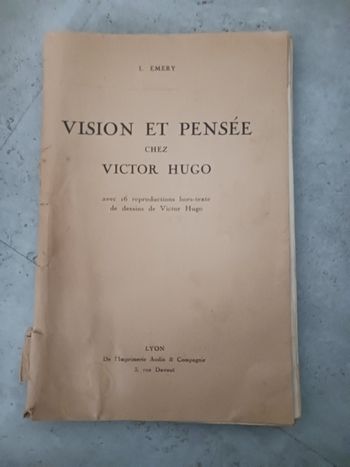 L. EMERY
VISION ET PENSÉE
CHEZ
VICTOR HUGO
avec 16 reproductions hors-texte
de dessins de Victor Hugo
LYON
De l'Imprimerie Audin & Compagnie
3, rue Davout